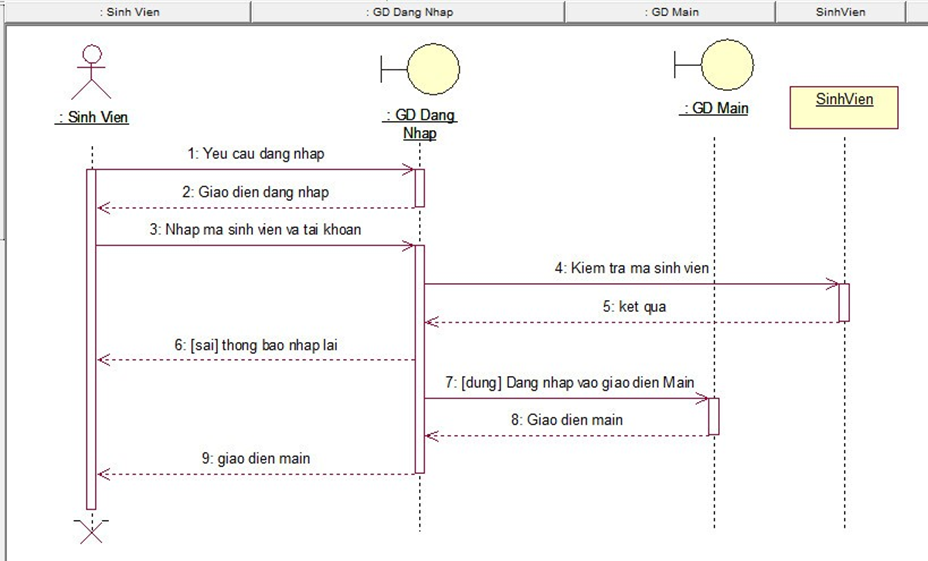 : Sinh Vien
: GD Dang Nhap
: GD Main
SinhVien
: Sinh Vien
: GD Dang
Nhap
: GD Main
SinhVien
1: Yeu cau dang nhap
2: Giao dien dang nhap
3: Nhap ma sinh vien va tai khoan
4: Kiem tra ma sinh vien
5: ket qua
6: [sai] thong bao nhap lai
7: [dung] Dang nhap vao giao dien Main
8: Giao dien main
9: giao dien main